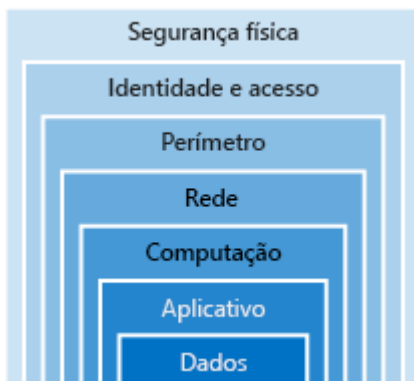 Segurança física
Identidade e acesso
Perímetro
Rede
Computação
Aplicativo
Dados